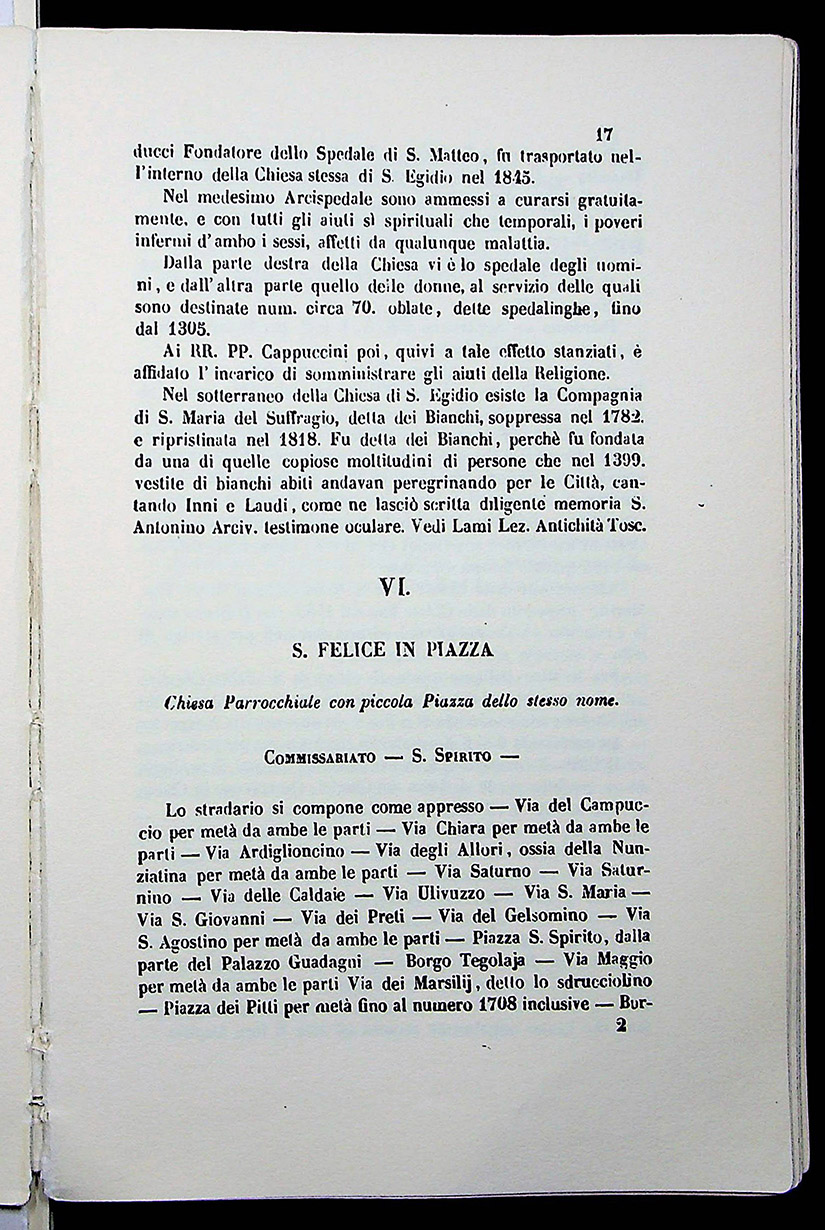 17
ducci Fondatore dello Spedale di S. Matteo, fu trasportato nel-
l'interno della Chiesa stessa di S. Egidio nel 1845.
Nel medesimo Arcispedale sono ammessi a curarsi gratuita-
mente, e con tutti gli aiuti sì spirituali che temporali, i poveri
infermi d'ambo i sessi, affetti da qualunque malattia.
Dalla parte destra della Chiesa vi è lo spedale degli uomi-
ni, e dall'altra parte quello delle donne, al servizio delle quali
sono destinate num. circa 70. oblate, dette spedalinghe, fino
dal 1305.
Ai RR. PP. Cappuccini poi, quivi a tale effetto stanziati, è
affidato l'incarico di somministrare gli aiuti della Religione.
Nel sotterraneo della Chiesa di S. Egidio esiste la Compagnia
di S. Maria del Suffragio, detta dei Bianchi, soppressa nel 1782.
e ripristinata nel 1818. Fu detta dei Bianchi, perchè fu fondata
da una di quelle copiose moltitudini di persone che nel 1399.
vestite di bianchi abiti andavan peregrinando per le Città, can-
tando Inni e Laudi, come ne lasciò scritta diligente memoria S.
Antonino Arciv. testimone oculare. Vedi Lami Lez. Antichità Tosc.
VI.
S. FELICE IN PIAZZA
Chiesa Parrocchiale con piccola Piazza dello stesso nome.
COMMISSARIATO — S. SPIRITO —
Lo stradario si compone come appresso — Via del Campuc-
cio per metà da ambe le parti — Via Chiara per metà da ambe le
parti — Via Ardiglioncino — Via degli Allori, ossia della Nun-
ziatina per metà da ambe le parti — Via Saturno — Via Satur-
nino — Via delle Caldaie — Via Ulivuzzo — Via S. Maria —
Via S. Giovanni — Via dei Preti — Via del Gelsomino — Via
S. Agostino per metà da ambe le parti — Piazza S. Spirito, dalla
parte del Palazzo Guadagni — Borgo Tegolaja — Via Maggio
per metà da ambe le parti Via dei Marsilij, detto lo sdrucciolino
— Piazza dei Pitti per metà fino al numero 1708 inclusive — Bor-
2